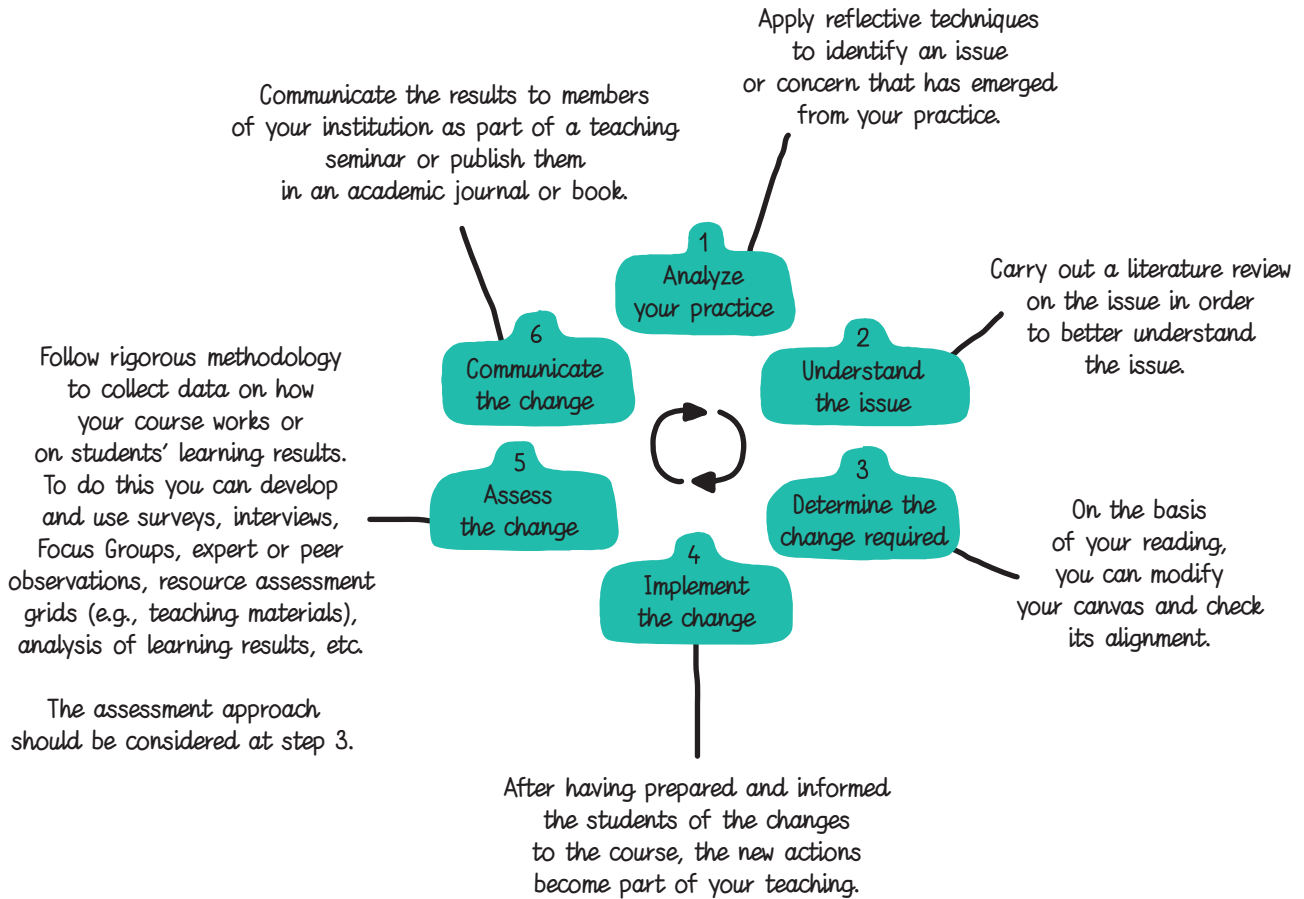 Apply reflective techniques
to identify an issue
or concern that has emerged
from your practice.
1
Analyze
your practice
Carry out a literature review
on the issue in order
to better understand
the issue.
2
Understand
the issue
3
Determine the
change required
On the basis
of your reading,
you can modify
your canvas and check
its alignment.
4
Implement
the change
After having prepared and informed
the students of the changes
to the course, the new actions
become part of your teaching.
5
Assess
the change
Follow rigorous methodology
to collect data on how
your course works or
on students' learning results.
To do this you can develop
and use surveys, interviews,
Focus Groups, expert or peer
observations, resource assessment
grids (e.g., teaching materials),
analysis of learning results, etc.
The assessment approach
should be considered at step 3.
6
Communicate
the change
Communicate the results to members
of your institution as part of a teaching
seminar or publish them
in an academic journal or book.